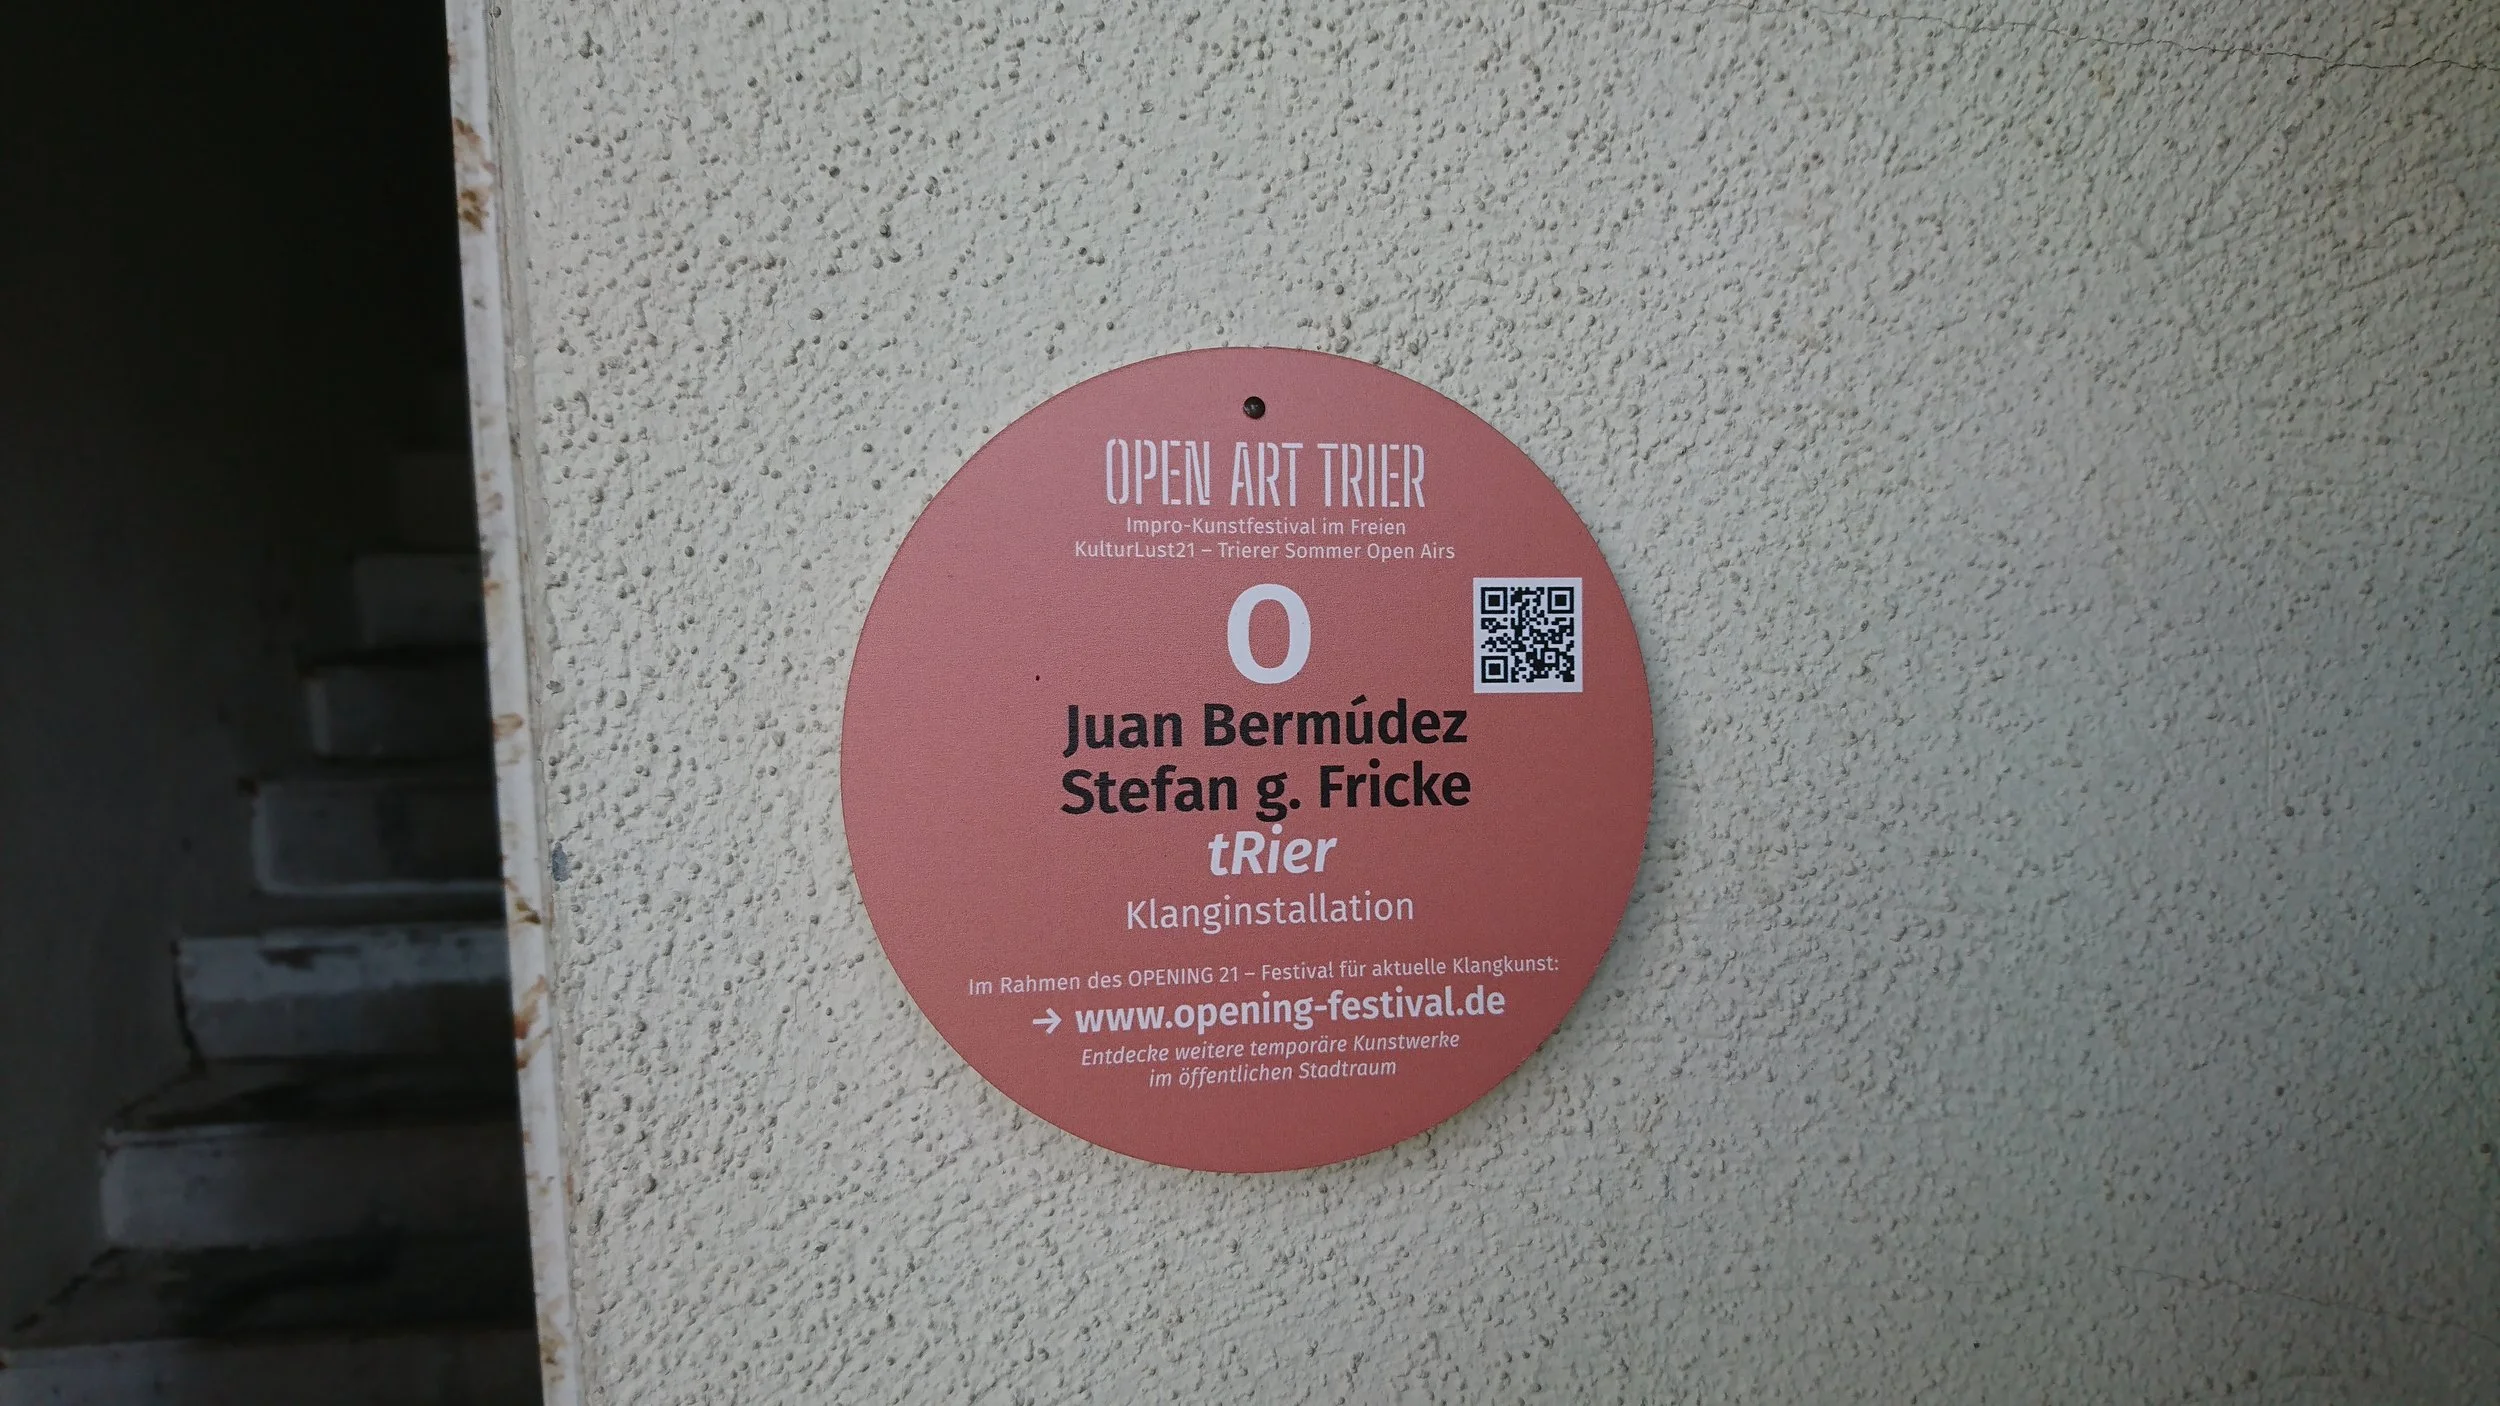 OPEN ART TRIER
Impro-Kunstfestival im Freien
KulturLust21 – Trierer Sommer Open Airs
O
Juan Bermúdez
Stefan g. Fricke
tRier
Klanginstallation
Im Rahmen des OPENING 21 – Festival für aktuelle Klangkunst:
→ www.opening-festival.de
Entdecke weitere temporäre Kunstwerke
im öffentlichen Stadtraum